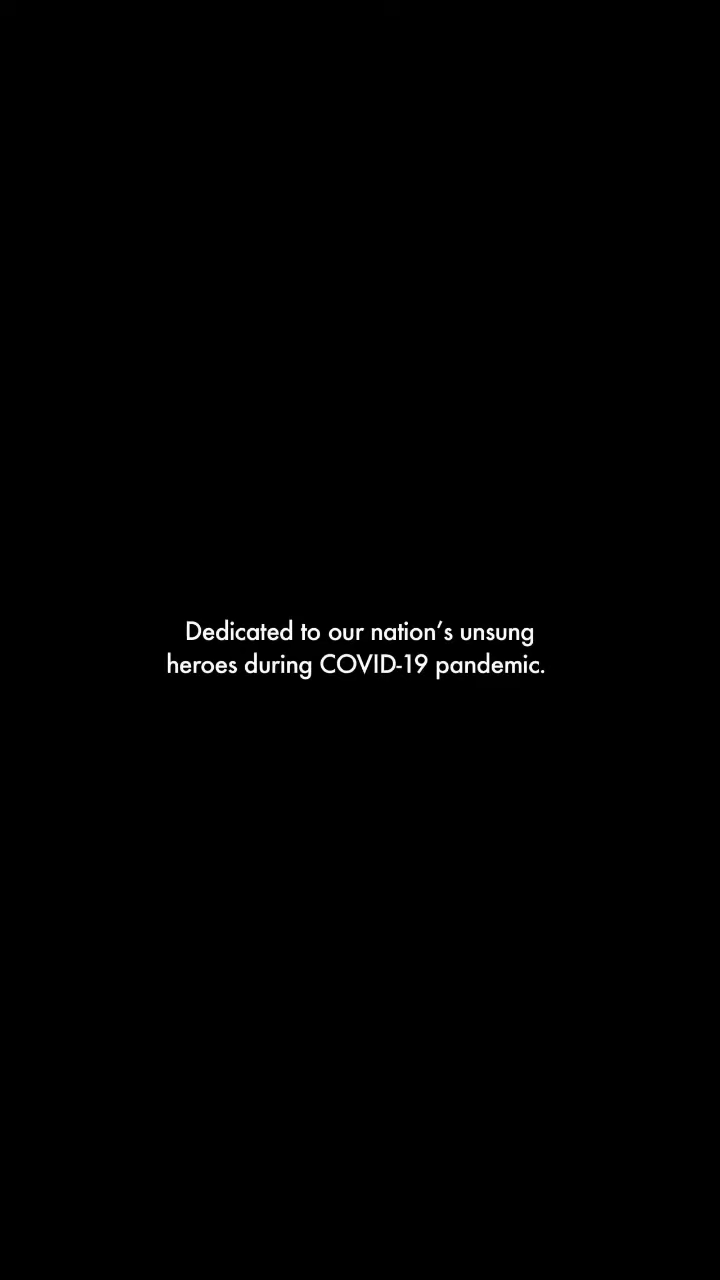 Dedicated to our nation’s unsung
heroes during COVID-19 pandemic.